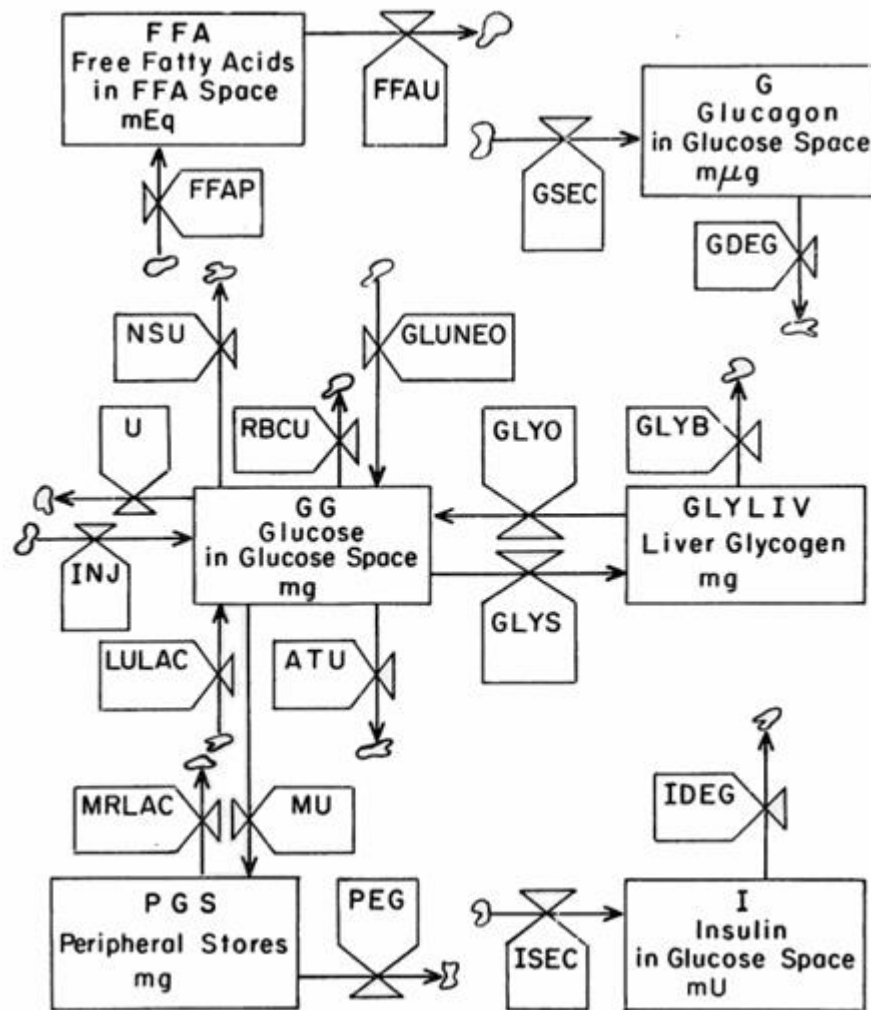 FFA
Free Fatty Acids
in FFA Space
mEq
FFAU
G
Glucagon
in Glucose Space
mμg
GSEC
FFAP
GDEG
NSU
GLUNEO
U
RBCU
GLYO
GLYB
GG
Glucose
in Glucose Space
mg
GLYLIV
Liver Glycogen
mg
INJ
GLYS
LULAC
ATU
MRLAC
MU
IDEG
PGS
Peripheral Stores
mg
PEG
ISEC
I
Insulin
in Glucose Space
mU